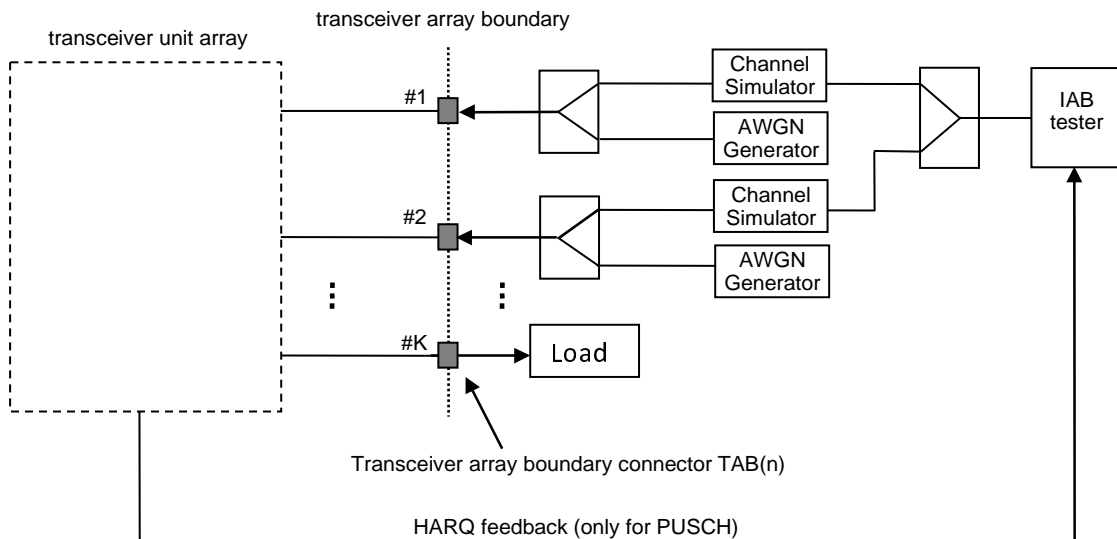 transceiver array boundary
transceiver unit array
#1
Channel
Simulator
AWGN
Generator
IAB
tester
#2
Channel
Simulator
AWGN
Generator
#K
Load
Transceiver array boundary connector TAB(n)
HARQ feedback (only for PUSCH)